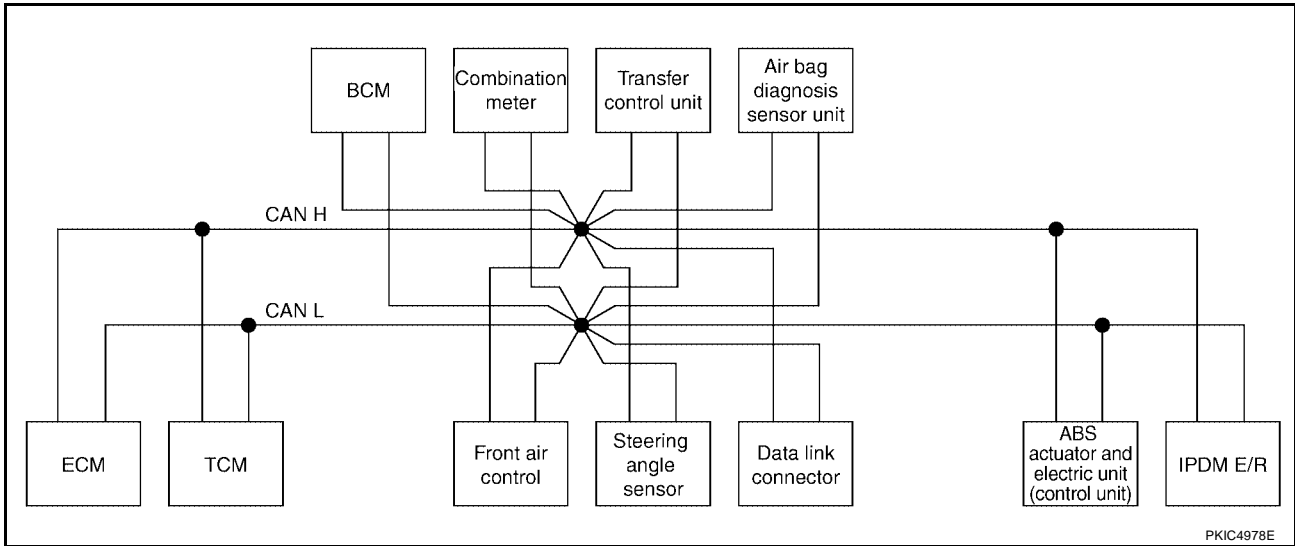 BCM
Combination
meter
Transfer
control unit
Air bag
diagnosis
sensor unit
CAN H
CAN L
ECM
TCM
Front air
control
Steering
angle
sensor
Data link
connector
ABS
actuator and
electric unit
(control unit)
IPDM E/R
PKIC4978E